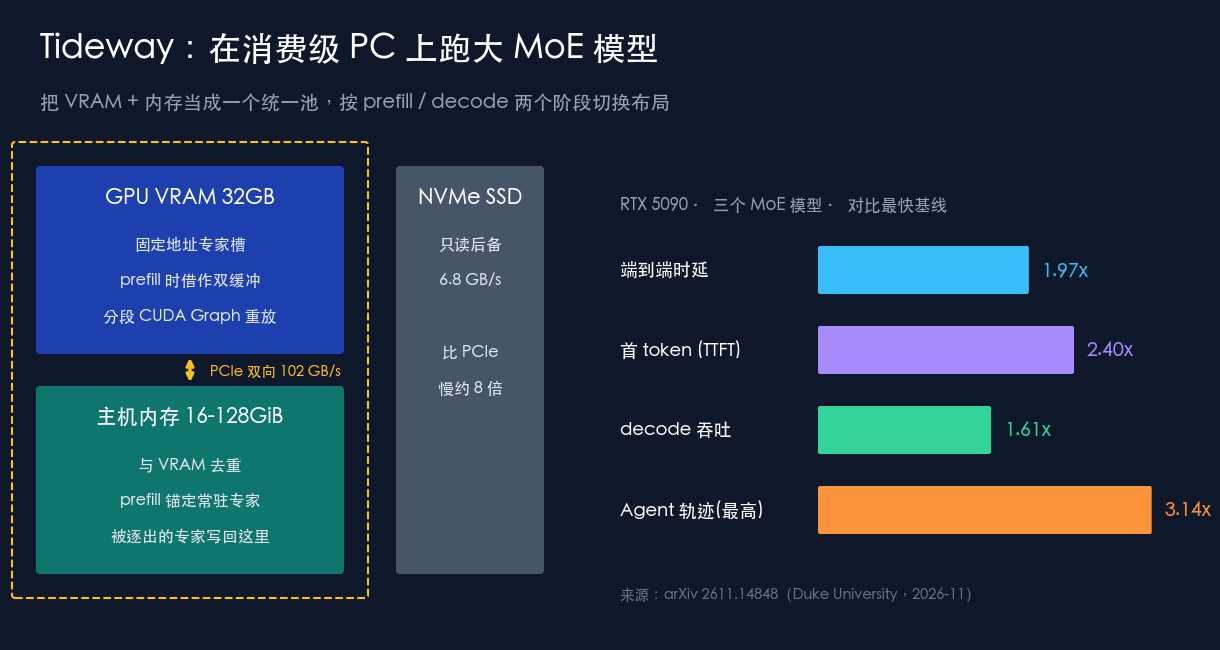 Tideway：在消费级 PC 上跑大 MoE 模型
把 VRAM + 内存当成一个统一池，按 prefill / decode 两个阶段切换布局
GPU VRAM 32GB
固定地址专家槽
prefill 时借作双缓冲
分段 CUDA Graph 重放
PCIe 双向 102 GB/s
主机内存 16-128GiB
与 VRAM 去重
prefill 锚定常驻专家
被逐出的专家写回这里
NVMe SSD
只读后备
6.8 GB/s
比 PCIe
慢约 8 倍
RTX 5090 · 三个 MoE 模型 · 对比最快基线
端到端时延
1.97x
首 token (TTFT)
2.40x
decode 吞吐
1.61x
Agent 轨迹(最高)
3.14x
来源：arXiv 2611.14848（Duke University，2026-11）